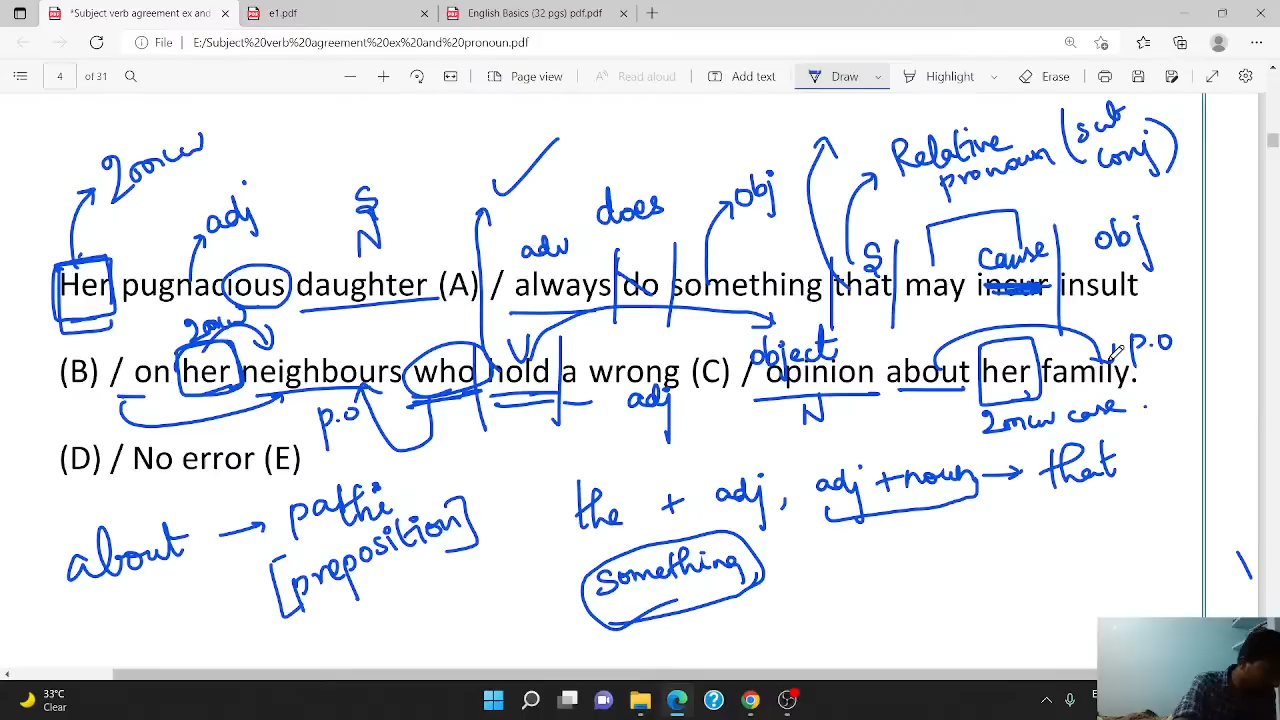 *Subject verb agreement ex and
e1.pdf
English Basics (32 pgs) pdf.pdf
File E:/Subject%20verb%20agreement%20ex%20and%20pronoun.pdf
4 of 31 Page view Read aloud Add text Draw Highlight Erase
Relative pronoun (sub conj)
adj S N does obj
adv S cause obj
Her pugnacious daughter (A) / always do something that may insult
object p.o
(B) / on her neighbours who hold a wrong (C) / opinion about her family.
V p.o adj N case
(D) / No error (E)
the + adj, adj + noun → that
about → pathi
[preposition]
something,
33°C
Clear